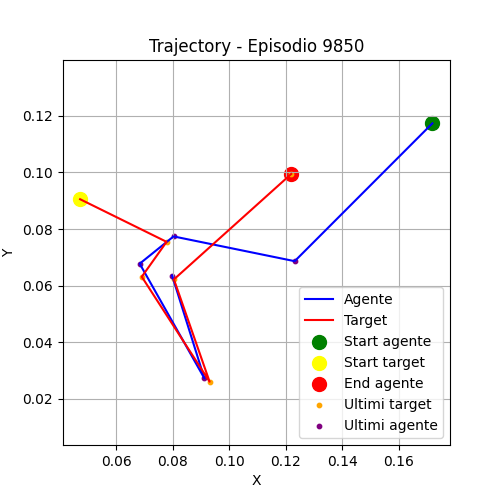 Trajectory - Episodio 9850
Y
0.12
0.10
0.08
0.06
0.04
0.02
0.06
0.08
0.10
0.12
0.14
0.16
X
Agente
Target
Start agente
Start target
End agente
Ultimi target
Ultimi agente